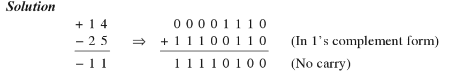 Solution
+ 1 4 0 0 0 0 1 1 1 0
− 2 5 ⇒ + 1 1 1 0 0 1 1 0 (In 1's complement form)
− 1 1 1 1 1 1 0 1 0 0 (No carry)